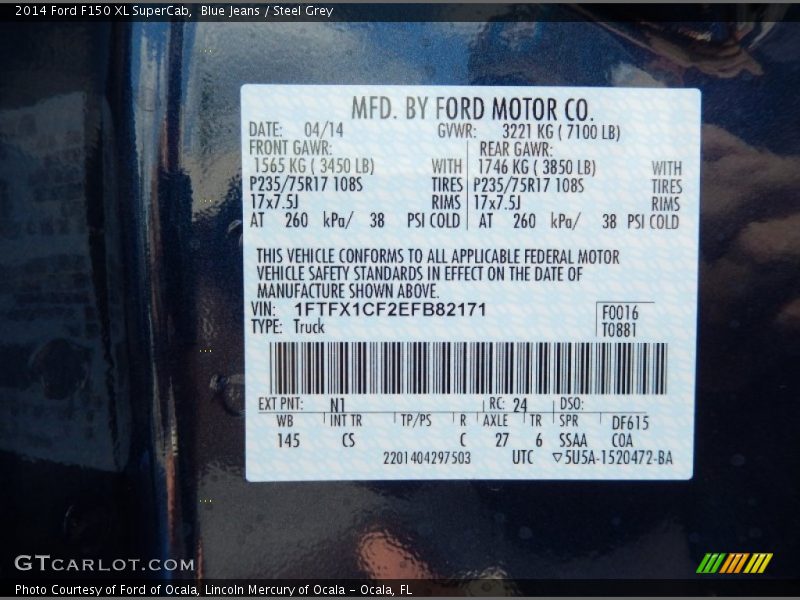 2014 Ford F150 XL SuperCab, Blue Jeans / Steel Grey
MFD. BY FORD MOTOR CO.
DATE: 04/14 GVWR: 3221 KG ( 7100 LB)
FRONT GAWR: REAR GAWR:
1565 KG ( 3450 LB) WITH 1746 KG ( 3850 LB) WITH
P235/75R17 108S TIRES P235/75R17 108S TIRES
17x7.5J RIMS 17x7.5J RIMS
AT 260 kPa/ 38 PSI COLD AT 260 kPa/ 38 PSI COLD
THIS VEHICLE CONFORMS TO ALL APPLICABLE FEDERAL MOTOR
VEHICLE SAFETY STANDARDS IN EFFECT ON THE DATE OF
MANUFACTURE SHOWN ABOVE.
VIN: 1FTFX1CF2EFB82171 F0016
TYPE: Truck T0881
EXT PNT: N1 RC: 24 DSO:
WB INT TR TP/PS R AXLE TR SPR DF615
145 CS C 27 6 SSAA COA
2201404297503 UTC ▽5U5A-1520472-BA
GTCARLOT.COM
Photo Courtesy of Ford of Ocala, Lincoln Mercury of Ocala - Ocala, FL